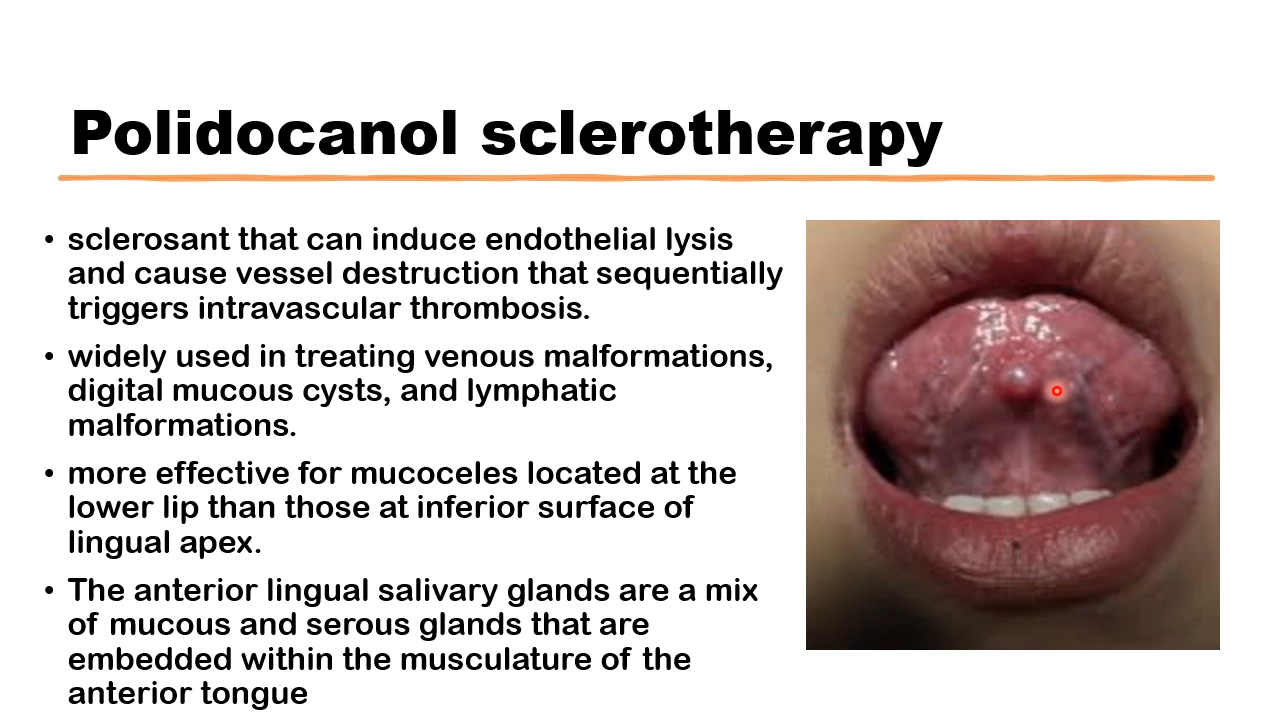 Polidocanol sclerotherapy
• sclerosant that can induce endothelial lysis
and cause vessel destruction that sequentially
triggers intravascular thrombosis.
• widely used in treating venous malformations,
digital mucous cysts, and lymphatic
malformations.
• more effective for mucoceles located at the
lower lip than those at inferior surface of
lingual apex.
• The anterior lingual salivary glands are a mix
of mucous and serous glands that are
embedded within the musculature of the
anterior tongue